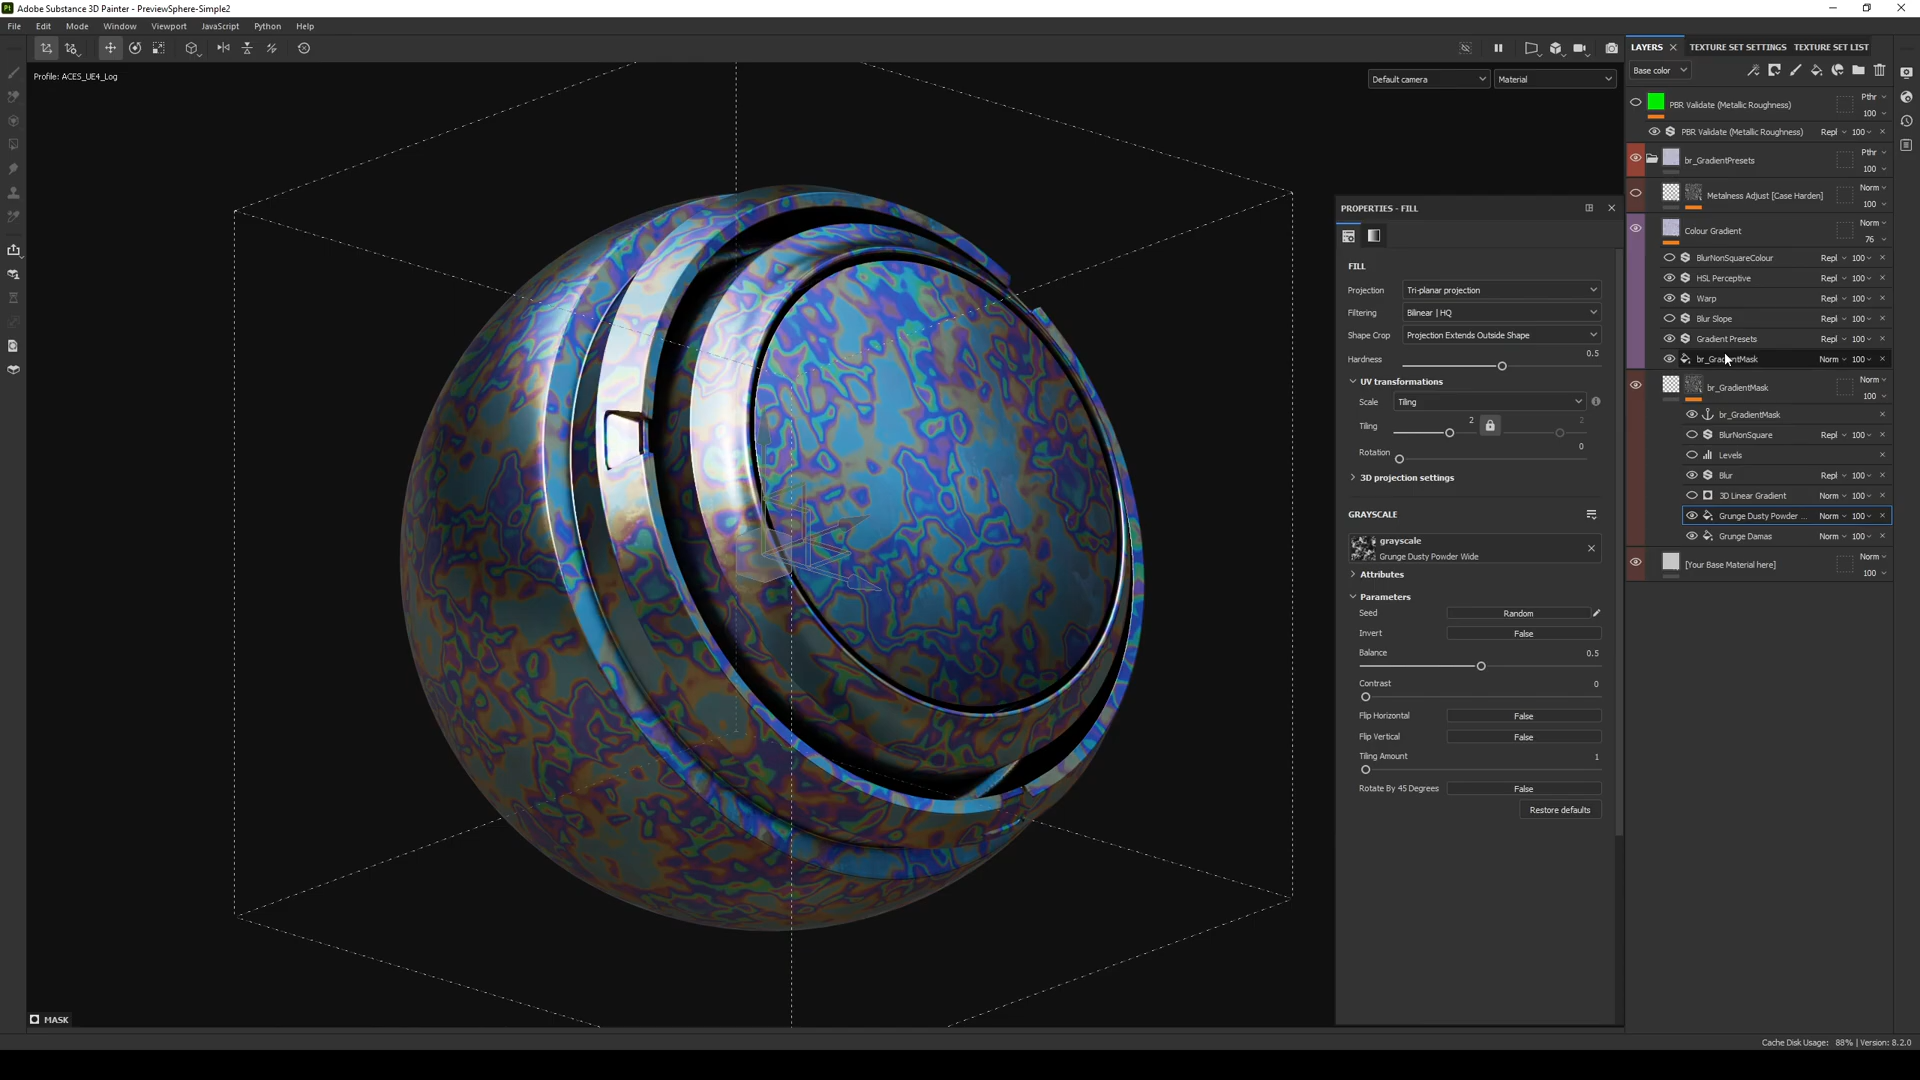 Adobe Substance 3D Painter - PreviewSphere-Simple2
File Edit Mode Window Viewport JavaScript Python Help
Profile: ACES_UE4_Log
Default camera
Material
MASK
PROPERTIES - FILL
FILL
Projection Tri-planar projection
Filtering Bilinear | HQ
Shape Crop Projection Extends Outside Shape
Hardness 0.5
UV transformations
Scale Tiling
Tiling 2 2
Rotation 0
3D projection settings
GRAYSCALE
grayscale
Grunge Dusty Powder Wide
Attributes
Parameters
Seed Random
Invert False
Balance 0.5
Contrast 0
Flip Horizontal False
Flip Vertical False
Tiling Amount 1
Rotate By 45 Degrees False
Restore defaults
LAYERS TEXTURE SET SETTINGS TEXTURE SET LIST
Base color
PBR Validate (Metallic Roughness) Pthr 100
PBR Validate (Metallic Roughness) Repl 100
br_GradientPresets Pthr 100
Metalness Adjust [Case Harden] Norm 100
Colour Gradient Norm 76
BlurNonSquareColour Repl 100
HSL Perceptive Repl 100
Warp Repl 100
Blur Slope Repl 100
Gradient Presets Repl 100
br_GradientMask Norm 100
br_GradientMask Norm 100
br_GradientMask
BlurNonSquare Repl 100
Levels
Blur Repl 100
3D Linear Gradient Norm 100
Grunge Dusty Powder ... Norm 100
Grunge Damas Norm 100
[Your Base Material here] Norm 100
Cache Disk Usage: 88% | Version: 8.2.0